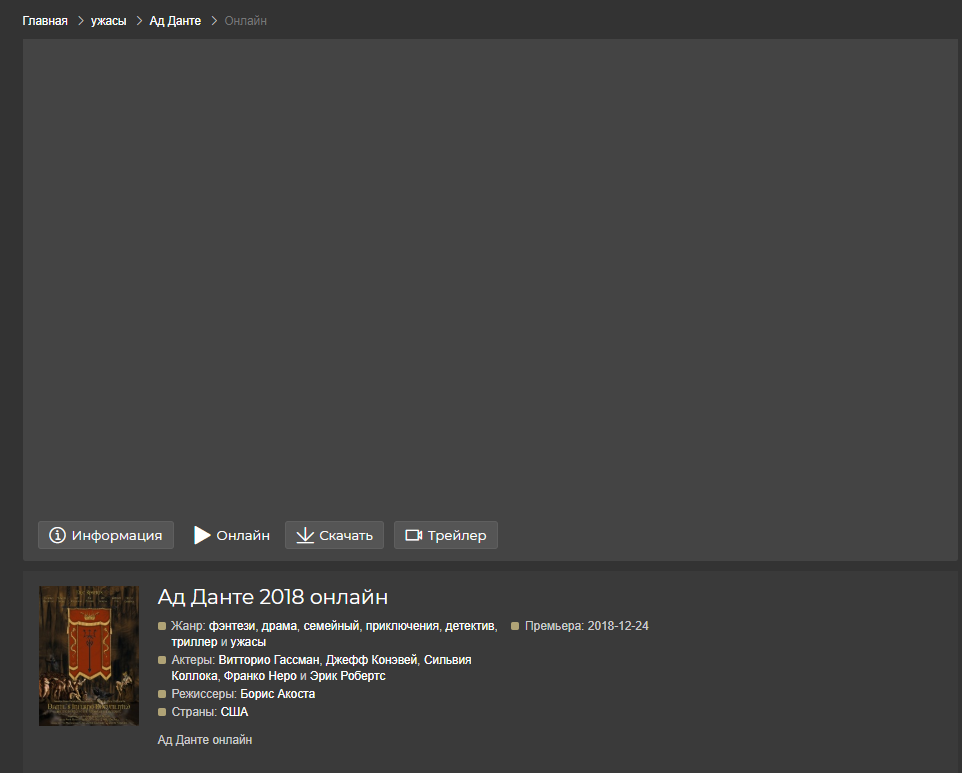 Главная > ужасы > Ад Данте > Онлайн
Информация Онлайн Скачать Трейлер
Ад Данте 2018 онлайн
Жанр: фэнтези, драма, семейный, приключения, детектив,
триллер и ужасы
Премьера: 2018-12-24
Актеры: Витторио Гассман, Джефф Конэвей, Сильвия
Коллока, Франко Неро и Эрик Робертс
Режиссеры: Борис Акоста
Страны: США
Ад Данте онлайн